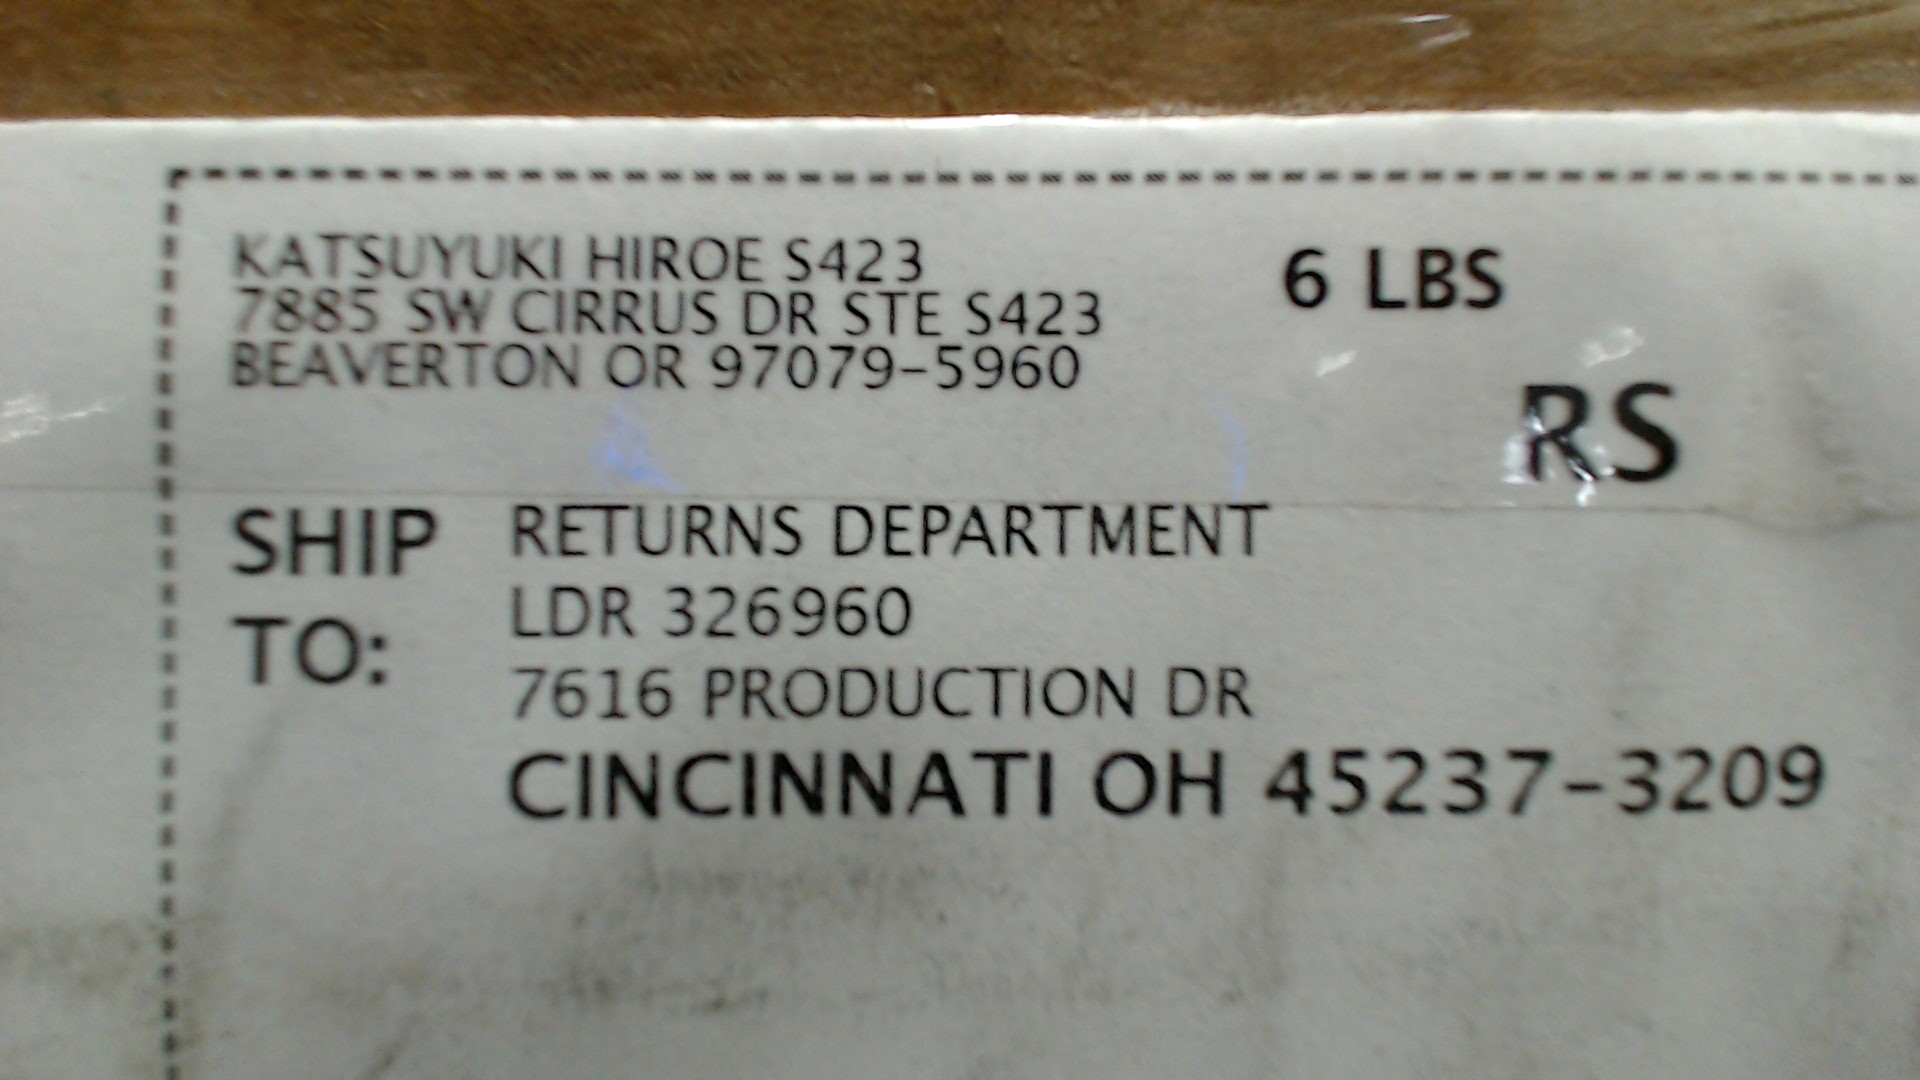 KATSUYUKI HIROE S423
7885 SW CIRRUS DR STE S423
BEAVERTON OR 97079-5960
6 LBS
RS
SHIP TO:
RETURNS DEPARTMENT
LDR 326960
7616 PRODUCTION DR
CINCINNATI OH 45237-3209